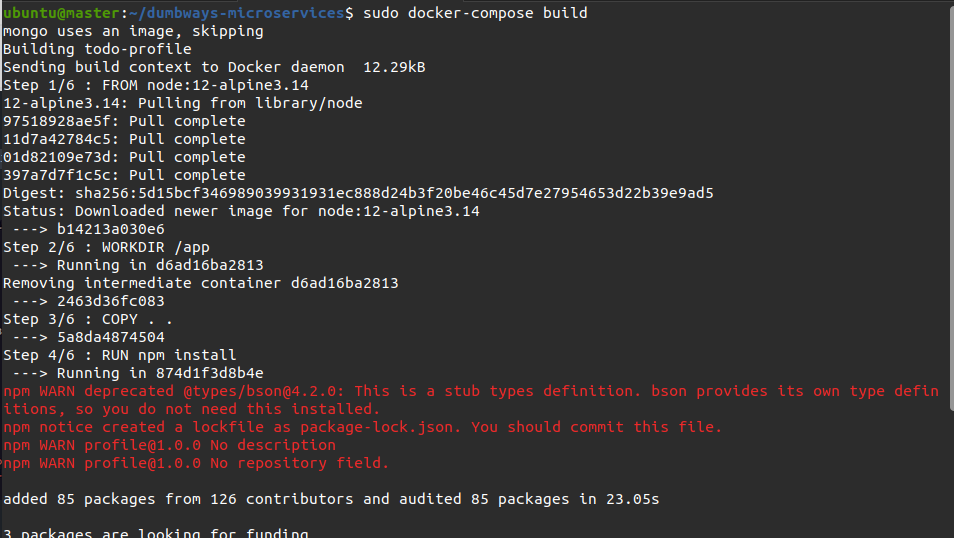 ubuntu@master:~/dumbways-microservices$ sudo docker-compose build
mongo uses an image, skipping
Building todo-profile
Sending build context to Docker daemon  12.29kB
Step 1/6 : FROM node:12-alpine3.14
12-alpine3.14: Pulling from library/node
97518928ae5f: Pull complete
11d7a42784c5: Pull complete
01d82109e73d: Pull complete
397a7d7f1c5c: Pull complete
Digest: sha256:5d15bcf346989039931931ec888d24b3f20be46c45d7e27954653d22b39e9ad5
Status: Downloaded newer image for node:12-alpine3.14
 ---> b14213a030e6
Step 2/6 : WORKDIR /app
 ---> Running in d6ad16ba2813
Removing intermediate container d6ad16ba2813
 ---> 2463d36fc083
Step 3/6 : COPY . .
 ---> 5a8da4874504
Step 4/6 : RUN npm install
 ---> Running in 874d1f3d8b4e
npm WARN deprecated @types/bson@4.2.0: This is a stub types definition. bson provides its own type defin
itions, so you do not need this installed.
npm notice created a lockfile as package-lock.json. You should commit this file.
npm WARN profile@1.0.0 No description
npm WARN profile@1.0.0 No repository field.
added 85 packages from 126 contributors and audited 85 packages in 23.05s
3 packages are looking for funding